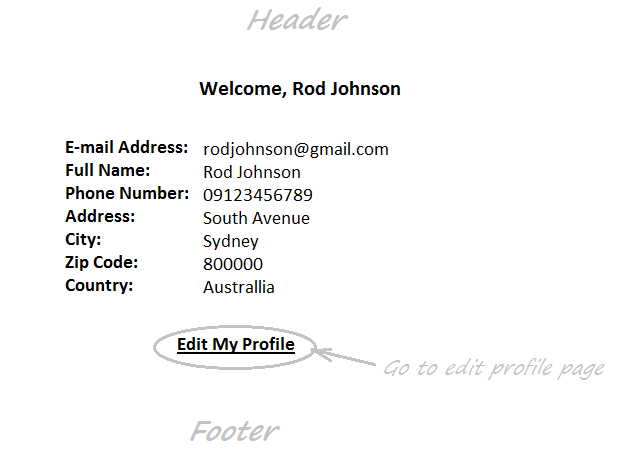 Header
Welcome, Rod Johnson
E-mail Address: rodjohnson@gmail.com
Full Name: Rod Johnson
Phone Number: 09123456789
Address: South Avenue
City: Sydney
Zip Code: 800000
Country: Australlia
Edit My Profile
Go to edit profile page
Footer